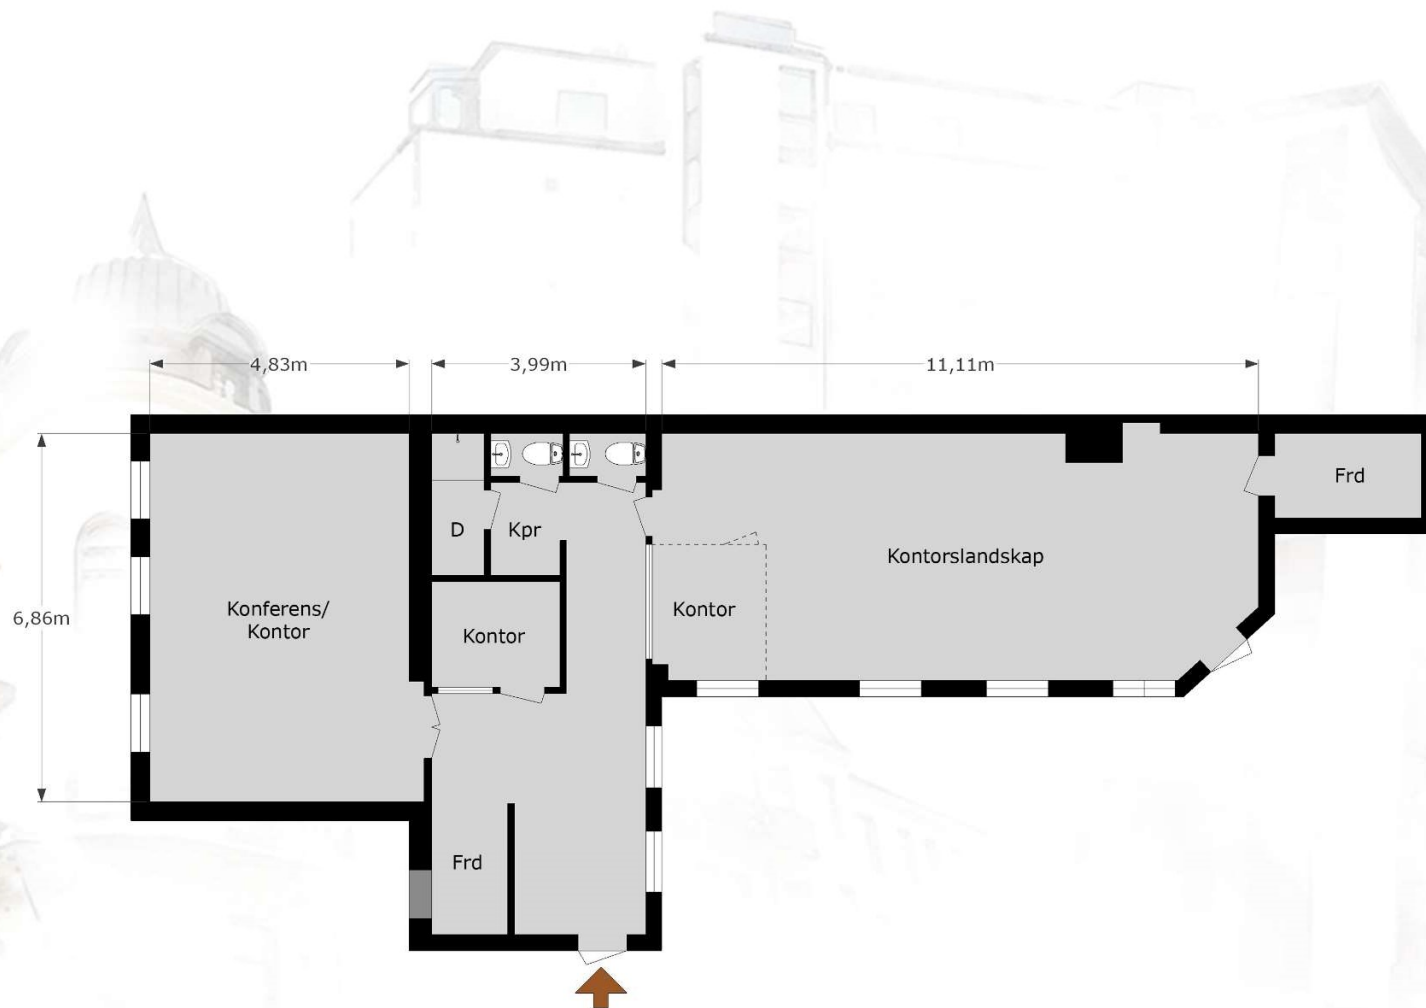 4,83m
3,99m
11,11m
Frd
D
Kpr
Kontorslandskap
Konferens/
Kontor
Kontor
Kontor
6,86m
Frd